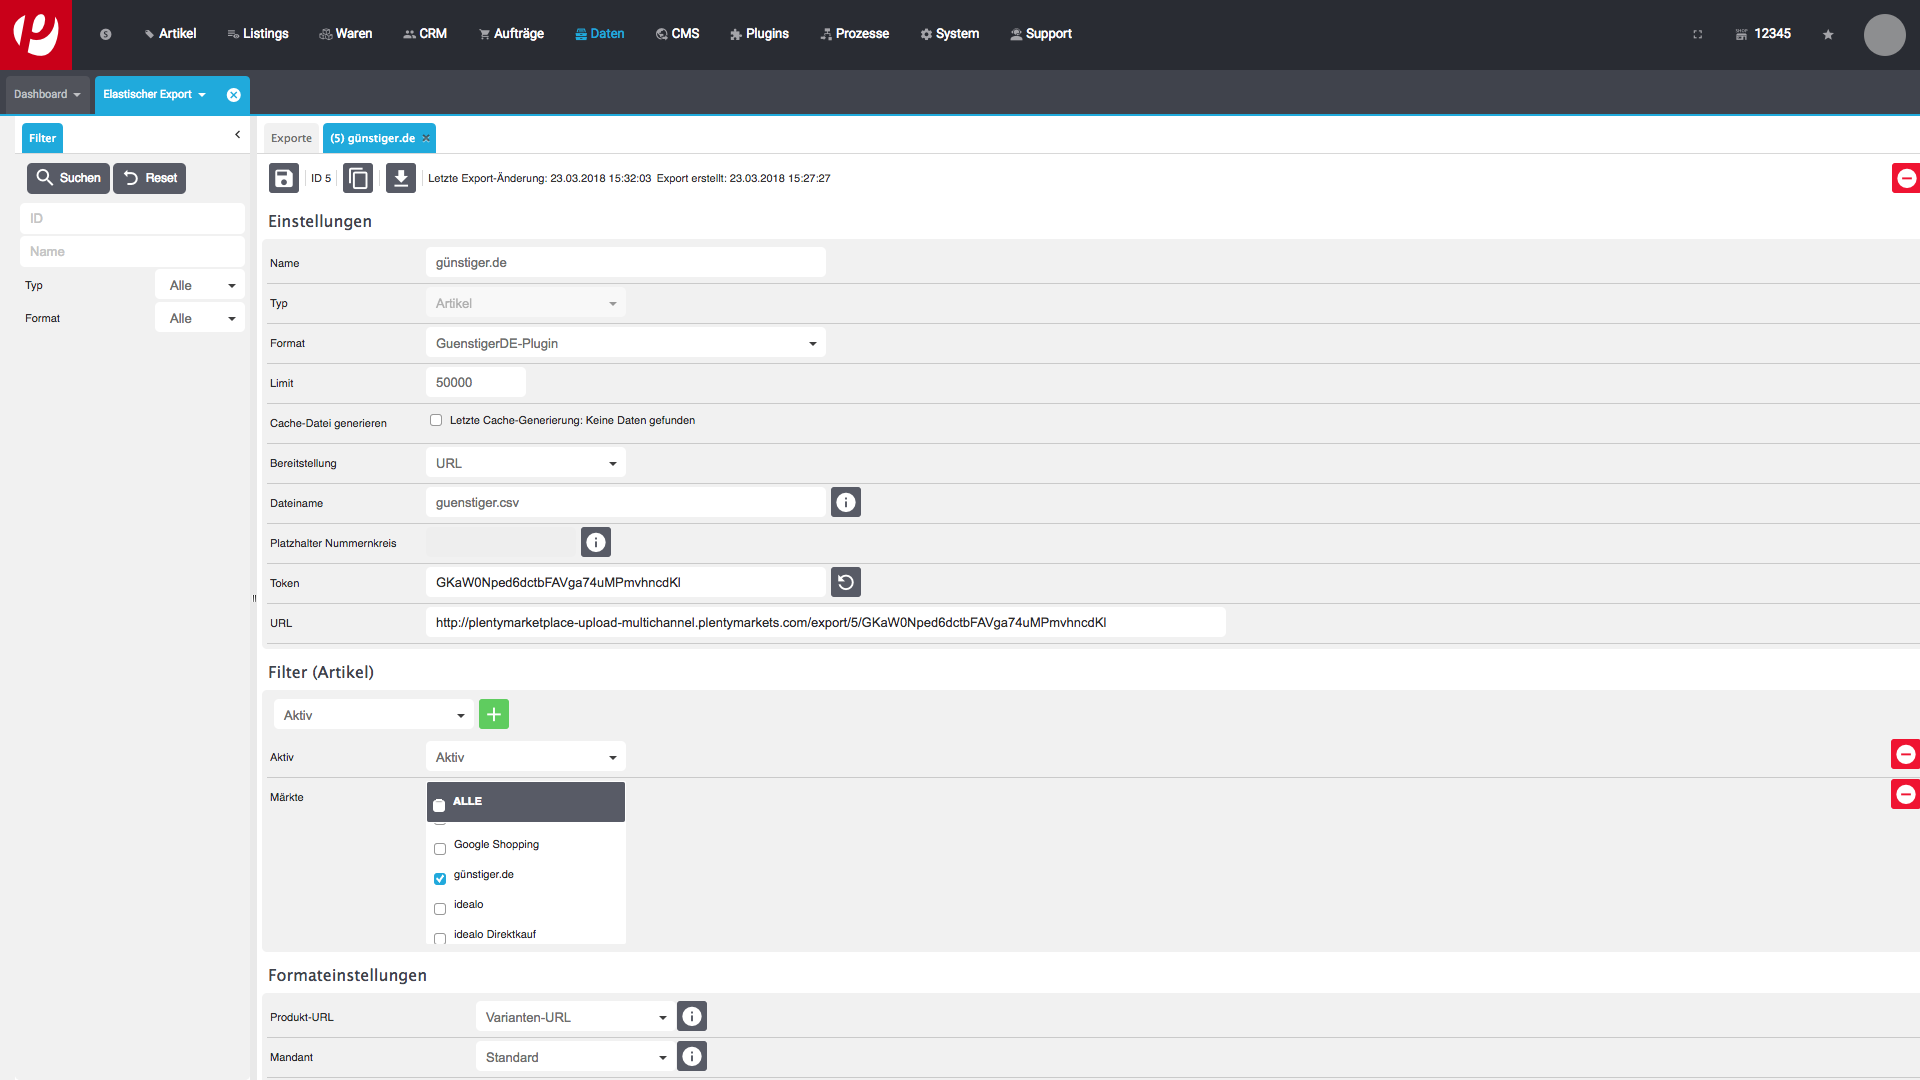 Artikel
Listings
Waren
CRM
Aufträge
Daten
CMS
Plugins
Prozesse
System
Support
12345
Dashboard
Elastischer Export
Filter
Exporte
(5) günstiger.de
Suchen
Reset
ID 5
Letzte Export-Änderung: 23.03.2018 15:32:03 Export erstellt: 23.03.2018 15:27:27
ID
Name
Typ Alle
Format Alle
Einstellungen
Name günstiger.de
Typ Artikel
Format GuenstigerDE-Plugin
Limit 50000
Cache-Datei generieren Letzte Cache-Generierung: Keine Daten gefunden
Bereitstellung URL
Dateiname guenstiger.csv
Platzhalter Nummernkreis
Token GKaW0Nped6dctbFAVga74uMPmvhncdKl
URL http://plentymarketplace-upload-multichannel.plentymarkets.com/export/5/GKaW0Nped6dctbFAVga74uMPmvhncdKl
Filter (Artikel)
Aktiv
Aktiv Aktiv
Märkte ALLE
Google Shopping
günstiger.de
idealo
idealo Direktkauf
Formateinstellungen
Produkt-URL Varianten-URL
Mandant Standard